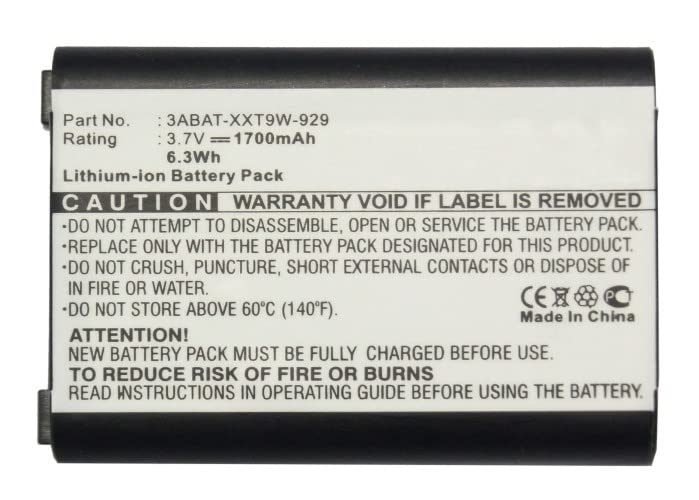 Part No. : 3ABAT-XXT9W-929
Rating : 3.7V ⎓ 1700mAh
6.3Wh
Lithium-ion Battery Pack
CAUTION WARRANTY VOID IF LABEL IS REMOVED
•DO NOT ATTEMPT TO DISASSEMBLE, OPEN OR SERVICE THE BATTERY PACK.
•REPLACE ONLY WITH THE BATTERY PACK DESIGNATED FOR THIS PRODUCT.
•DO NOT CRUSH, PUNCTURE, SHORT EXTERNAL CONTACTS OR DISPOSE OF
IN FIRE OR WATER.
•DO NOT STORE ABOVE 60°C (140°F).
CE
Made In China
ATTENTION!
NEW BATTERY PACK MUST BE FULLY CHARGED BEFORE USE
TO REDUCE RISK OF FIRE OR BURNS
READ INSTRUCTIONS IN OPERATING GUIDE BEFORE USING THE BATTERY.